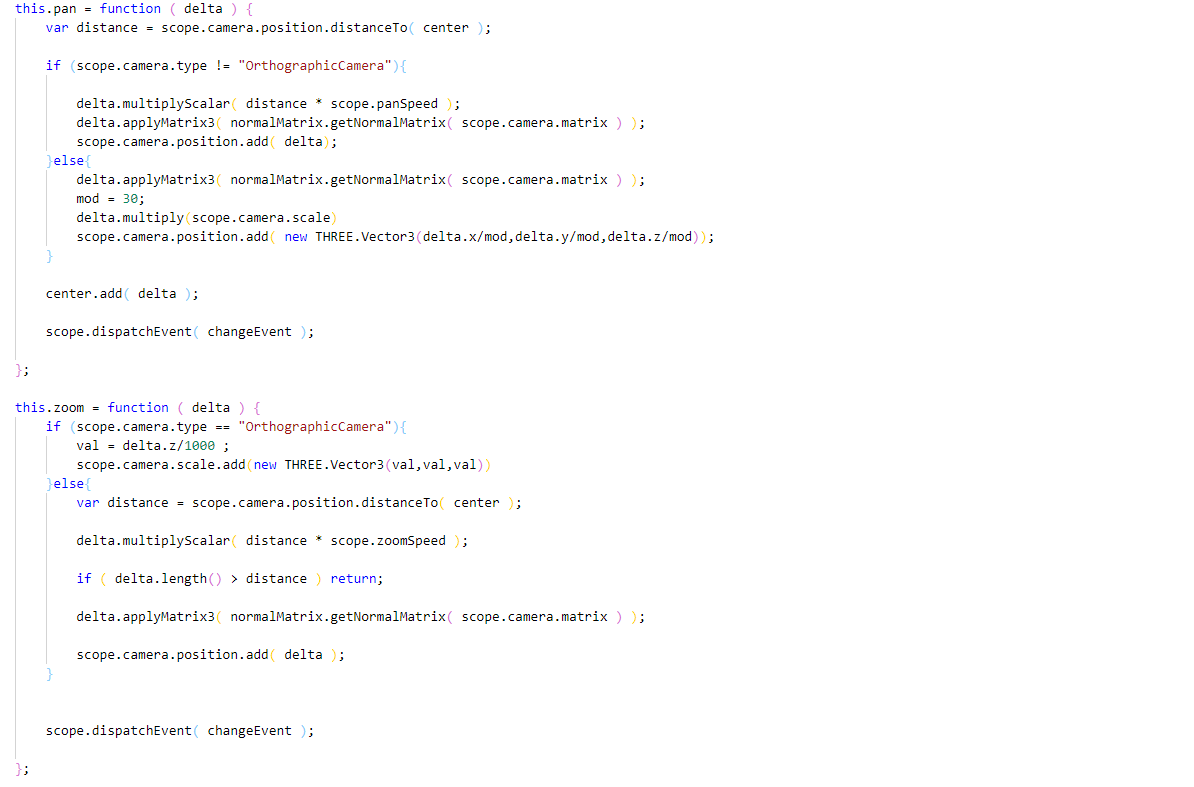 this.pan = function ( delta ) {
    var distance = scope.camera.position.distanceTo( center );

    if (scope.camera.type != "OrthographicCamera"){

        delta.multiplyScalar( distance * scope.panSpeed );
        delta.applyMatrix3( normalMatrix.getNormalMatrix( scope.camera.matrix ) );
        scope.camera.position.add( delta);
    }else{
        delta.applyMatrix3( normalMatrix.getNormalMatrix( scope.camera.matrix ) );
        mod = 30;
        delta.multiply(scope.camera.scale)
        scope.camera.position.add( new THREE.Vector3(delta.x/mod,delta.y/mod,delta.z/mod));
    }

    center.add( delta );

    scope.dispatchEvent( changeEvent );

};

this.zoom = function ( delta ) {
    if (scope.camera.type == "OrthographicCamera"){
        val = delta.z/1000 ;
        scope.camera.scale.add(new THREE.Vector3(val,val,val))
    }else{
        var distance = scope.camera.position.distanceTo( center );

        delta.multiplyScalar( distance * scope.zoomSpeed );

        if ( delta.length() > distance ) return;

        delta.applyMatrix3( normalMatrix.getNormalMatrix( scope.camera.matrix ) );

        scope.camera.position.add( delta );
    }


    scope.dispatchEvent( changeEvent );

};